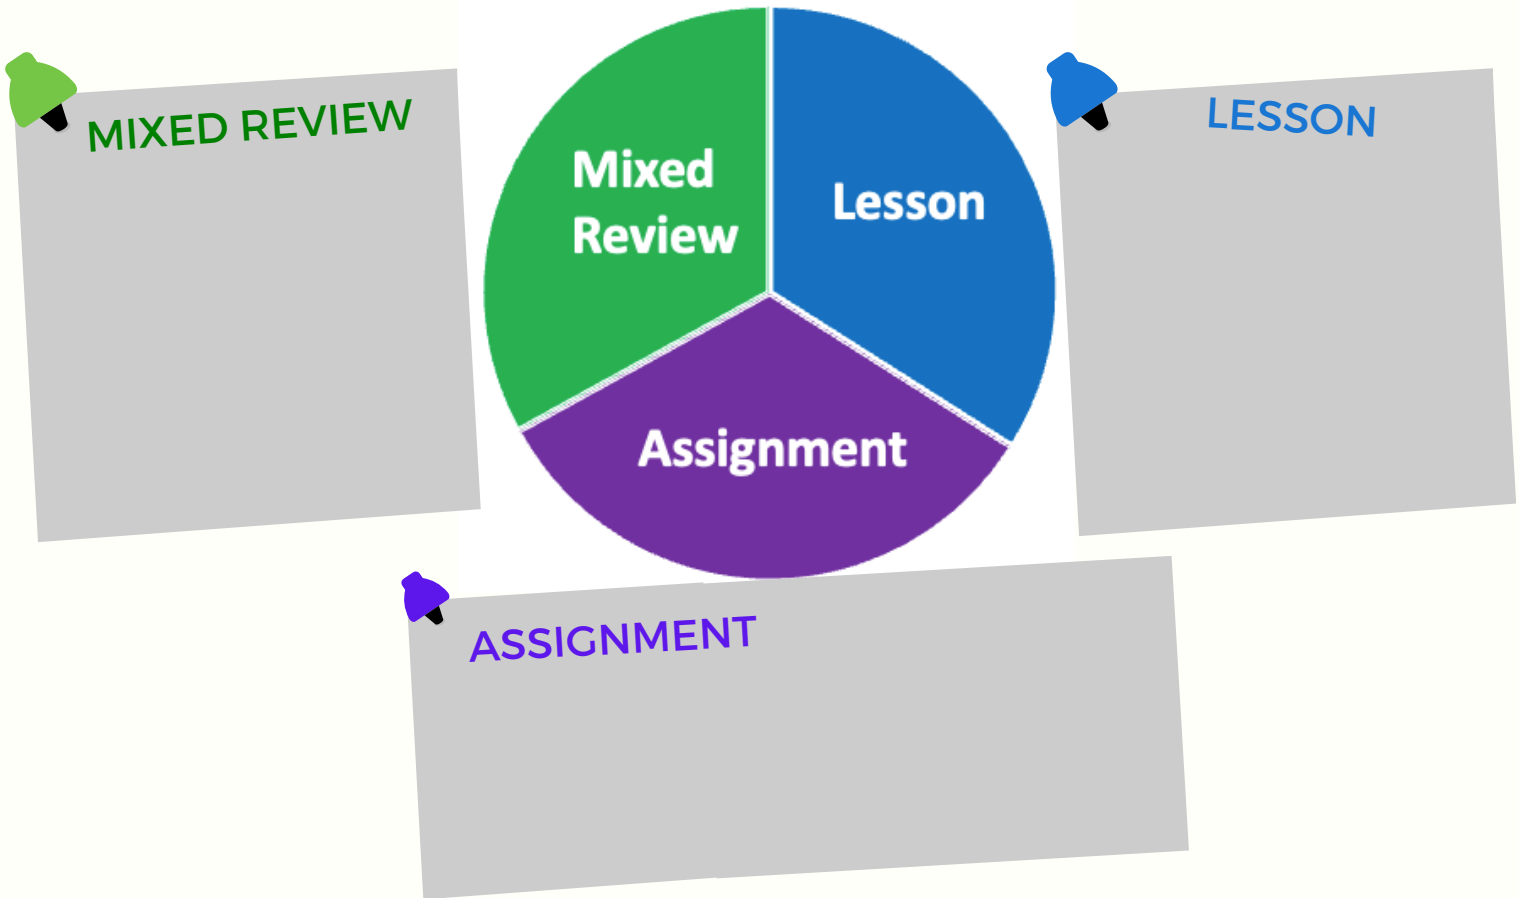 MIXED REVIEW
Mixed
Review
Lesson
LESSON
Assignment
ASSIGNMENT